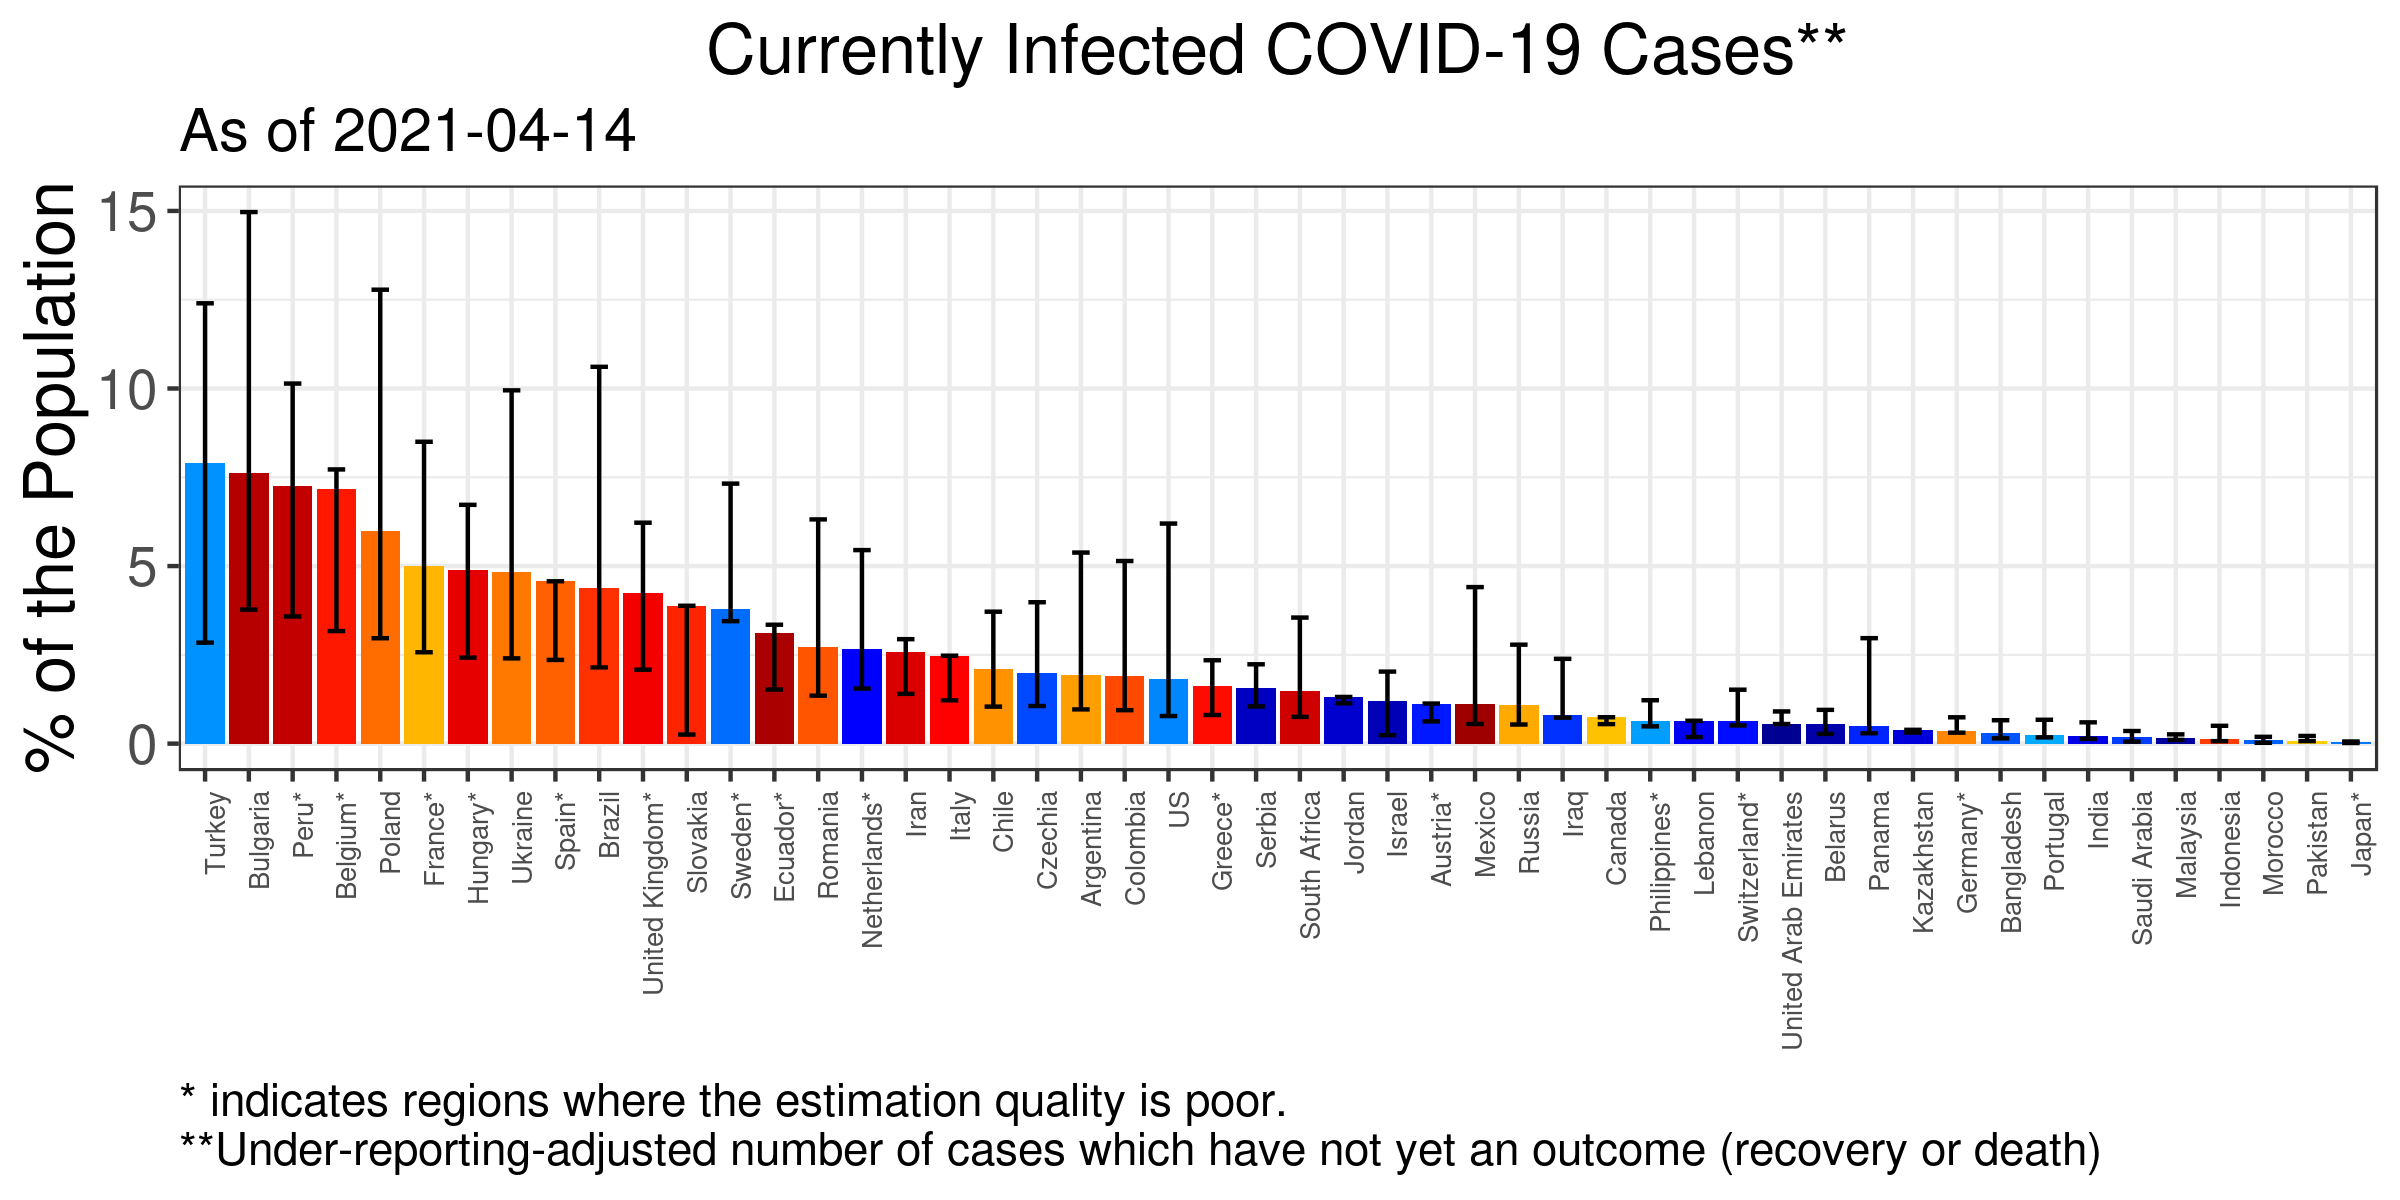 Currently Infected COVID-19 Cases**
As of 2021-04-14
% of the Population
15
10
5
0
Turkey
Bulgaria
Peru*
Belgium*
Poland
France*
Hungary*
Ukraine
Spain*
Brazil
United Kingdom*
Slovakia
Sweden*
Ecuador*
Romania
Netherlands*
Iran
Italy
Chile
Czechia
Argentina
Colombia
US
Greece*
Serbia
South Africa
Jordan
Israel
Austria*
Mexico
Russia
Iraq
Canada
Philippines*
Lebanon
Switzerland*
United Arab Emirates
Belarus
Panama
Kazakhstan
Germany*
Bangladesh
Portugal
India
Saudi Arabia
Malaysia
Indonesia
Morocco
Pakistan
Japan*
* indicates regions where the estimation quality is poor.
**Under-reporting-adjusted number of cases which have not yet an outcome (recovery or death)